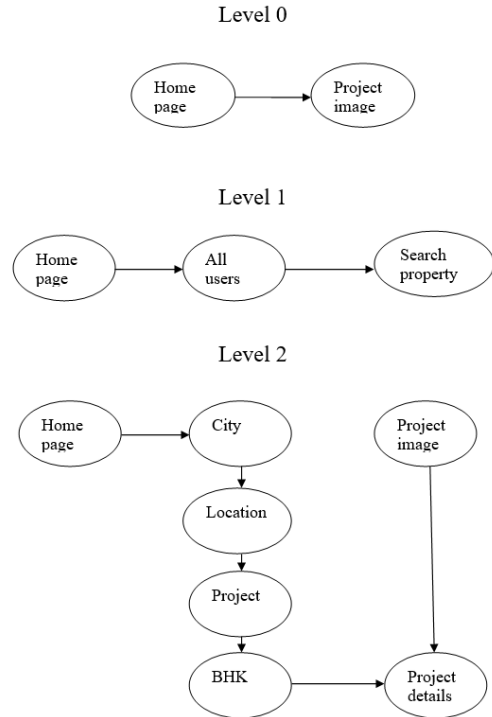 Level 0
Home
page
Project
image
Level 1
Home
page
All
users
Search
property
Level 2
Home
page
City
Project
image
Location
Project
BHK
Project
details